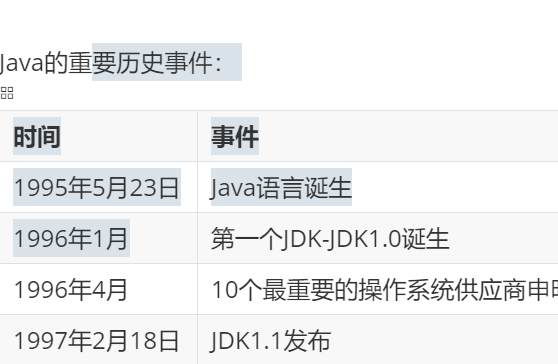 Java的重要历史事件：
时间 事件
1995年5月23日 Java语言诞生
1996年1月 第一个JDK-JDK1.0诞生
1996年4月 10个最重要的操作系统供应商申
1997年2月18日 JDK1.1发布